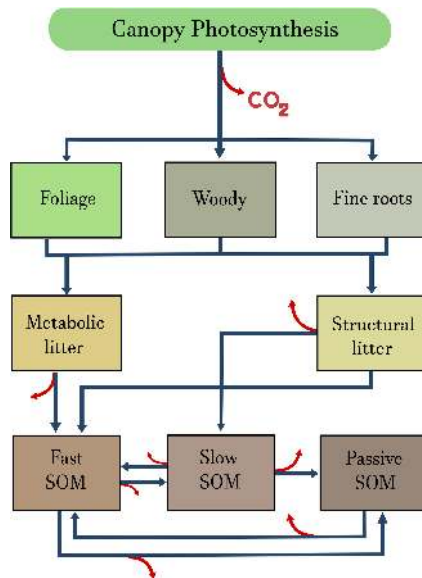 Canopy Photosynthesis
CO₂
Foliage
Woody
Fine roots
Metabolic
litter
Structural
litter
Fast
SOM
Slow
SOM
Passive
SOM